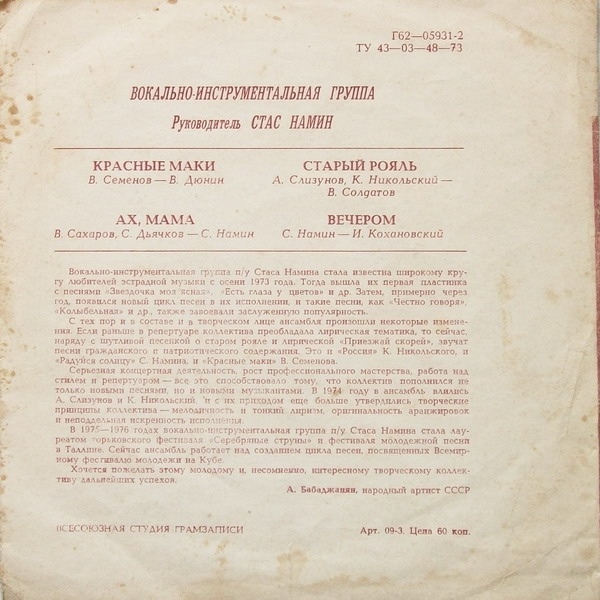 Г62—05931-2
ТУ 43—03—48—73
ВОКАЛЬНО-ИНСТРУМЕНТАЛЬНАЯ ГРУППА
Руководитель СТАС НАМИН
КРАСНЫЕ МАКИ
В. Семенов — В. Дюнин
СТАРЫЙ РОЯЛЬ
А. Слизунов, К. Никольский —
В. Солдатов
АХ, МАМА
В. Сахаров, С. Дьячков — С. Намин
ВЕЧЕРОМ
С. Намин — И. Кохановский
Вокально-инструментальная группа п/у Стаса Намина стала известна широкому кру-
гу любителей эстрадной музыки с осени 1973 года. Тогда вышла их первая пластинка
с песнями «Звездочка моя ясная», «Есть глаза у цветов» и др. Затем, примерно через
год, появился новый цикл песен в их исполнении, и такие песни, как «Честно говоря»,
«Колыбельная» и др., также завоевали заслуженную популярность.
С тех пор и в составе и в творческом лице ансамбля произошли некоторые измене-
ния. Если раньше в репертуаре коллектива преобладала лирическая тематика, то сейчас,
наряду с шутливой песенкой о старом рояле и лирической «Приезжай скорей», звучат
песни гражданского и патриотического содержания. Это и «Россия» К. Никольского, и
«Радуйся солнцу» С. Намина, и «Красные маки» В. Семенова.
Серьезная концертная деятельность, рост профессионального мастерства, работа над
стилем и репертуаром — все это способствовало тому, что коллектив пополнился не
только новыми песнями, но и новыми музыкантами. В 1974 году в ансамбль влились
А. Слизунов и К. Никольский, и с их приходом еще больше утвердились творческие
принципы коллектива — мелодичность и тонкий лиризм, оригинальность аранжировок
и неподдельная искренность исполнения.
В 1975—1976 годах вокально-инструментальная группа п/у Стаса Намина стала лау-
реатом горьковского фестиваля «Серебряные струны» и фестиваля молодежной песни
в Таллине. Сейчас ансамбль работает над созданием цикла песен, посвященных Всемир-
ному фестивалю молодежи на Кубе.
Хочется пожелать этому молодому и, несомненно, интересному творческому коллек-
тиву дальнейших успехов.
А. Бабаджанян, народный артист СССР
ВСЕСОЮЗНАЯ СТУДИЯ ГРАМЗАПИСИ
Арт. 09-3. Цена 60 коп.